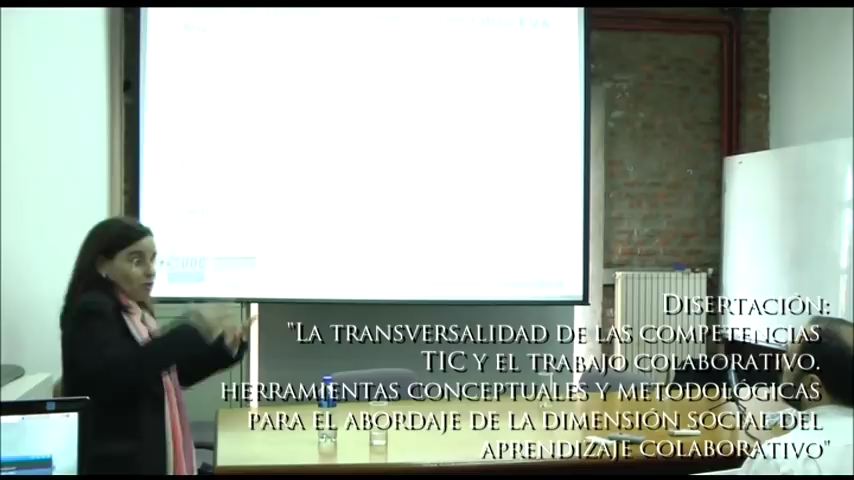 DISERTACIÓN:
"LA TRANSVERSALIDAD DE LAS COMPETENCIAS
TIC Y EL TRABAJO COLABORATIVO.
HERRAMIENTAS CONCEPTUALES Y METODOLÓGICAS
PARA EL ABORDAJE DE LA DIMENSIÓN SOCIAL DEL
APRENDIZAJE COLABORATIVO"